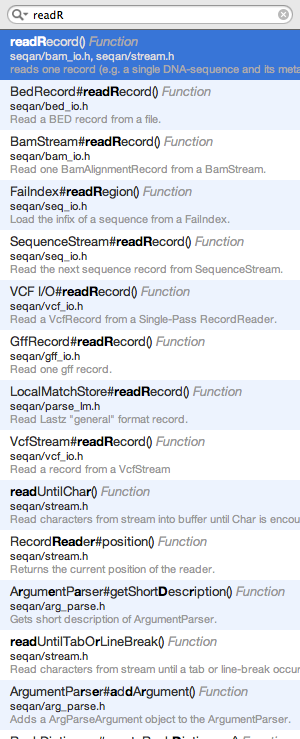 readR
readRecord() Function
seqan/bam_io.h, seqan/stream.h
reads one record (e.g. a single DNA-sequence and its meta
BedRecord#readRecord() Function
seqan/bed_io.h
Read a BED record from a file.
BamStream#readRecord() Function
seqan/bam_io.h
Read one BamAlignmentRecord from a BamStream.
FaiIndex#readRegion() Function
seqan/seq_io.h
Load the infix of a sequence from a FaiIndex.
SequenceStream#readRecord() Function
seqan/seq_io.h
Read the next sequence record from SequenceStream.
VCF I/O#readRecord() Function
seqan/vcf_io.h
Read a VcfRecord from a Single-Pass RecordReader.
GffRecord#readRecord() Function
seqan/gff_io.h
Read one gff record.
LocalMatchStore#readRecord() Function
seqan/parse_lm.h
Read Lastz "general" format record.
VcfStream#readRecord() Function
seqan/vcf_io.h
Read a record from a VcfStream
readUntilChar() Function
seqan/stream.h
Read characters from stream into buffer until Char is encou
RecordReader#position() Function
seqan/stream.h
Returns the current position of the reader.
ArgumentParser#getShortDescription() Function
seqan/arg_parse.h
Gets short description of ArgumentParser.
readUntilTabOrLineBreak() Function
seqan/stream.h
Read characters from stream until a tab or line-break occur
ArgumentParser#addArgument() Function
seqan/arg_parse.h
Adds a ArgParseArgument object to the ArgumentParser.